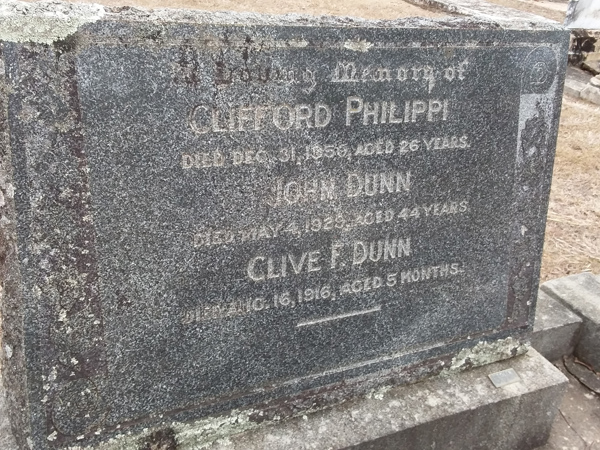 In Loving Memory of
CLIFFORD PHILIPPI
DIED DEC. 31, 1950, AGED 26 YEARS.
JOHN DUNN
DIED MAY 4, AGED 44 YEARS
CLIVE F. DUNN
DIED AUG. 16, 1916, AGED 5 MONTHS.